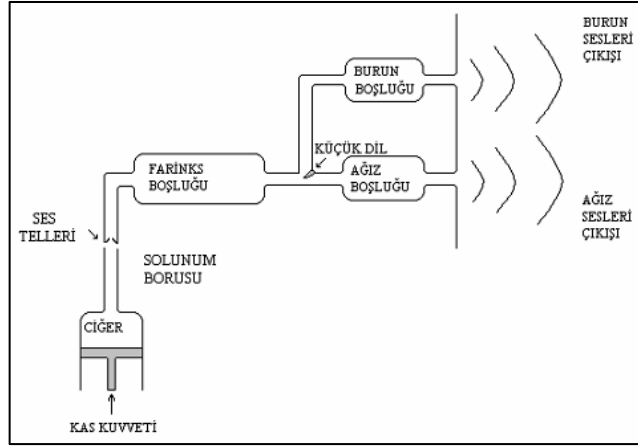 BURUN
SESLERİ
ÇIKIŞI
BURUN
BOŞLUĞU
KÜÇÜK DİL
FARİNKS
BOŞLUĞU
AĞIZ
BOŞLUĞU
AĞIZ
SESLERİ
ÇIKIŞI
SES
TELLERİ
SOLUNUM
BORUSU
CİĞER
KAS KUVVETİ